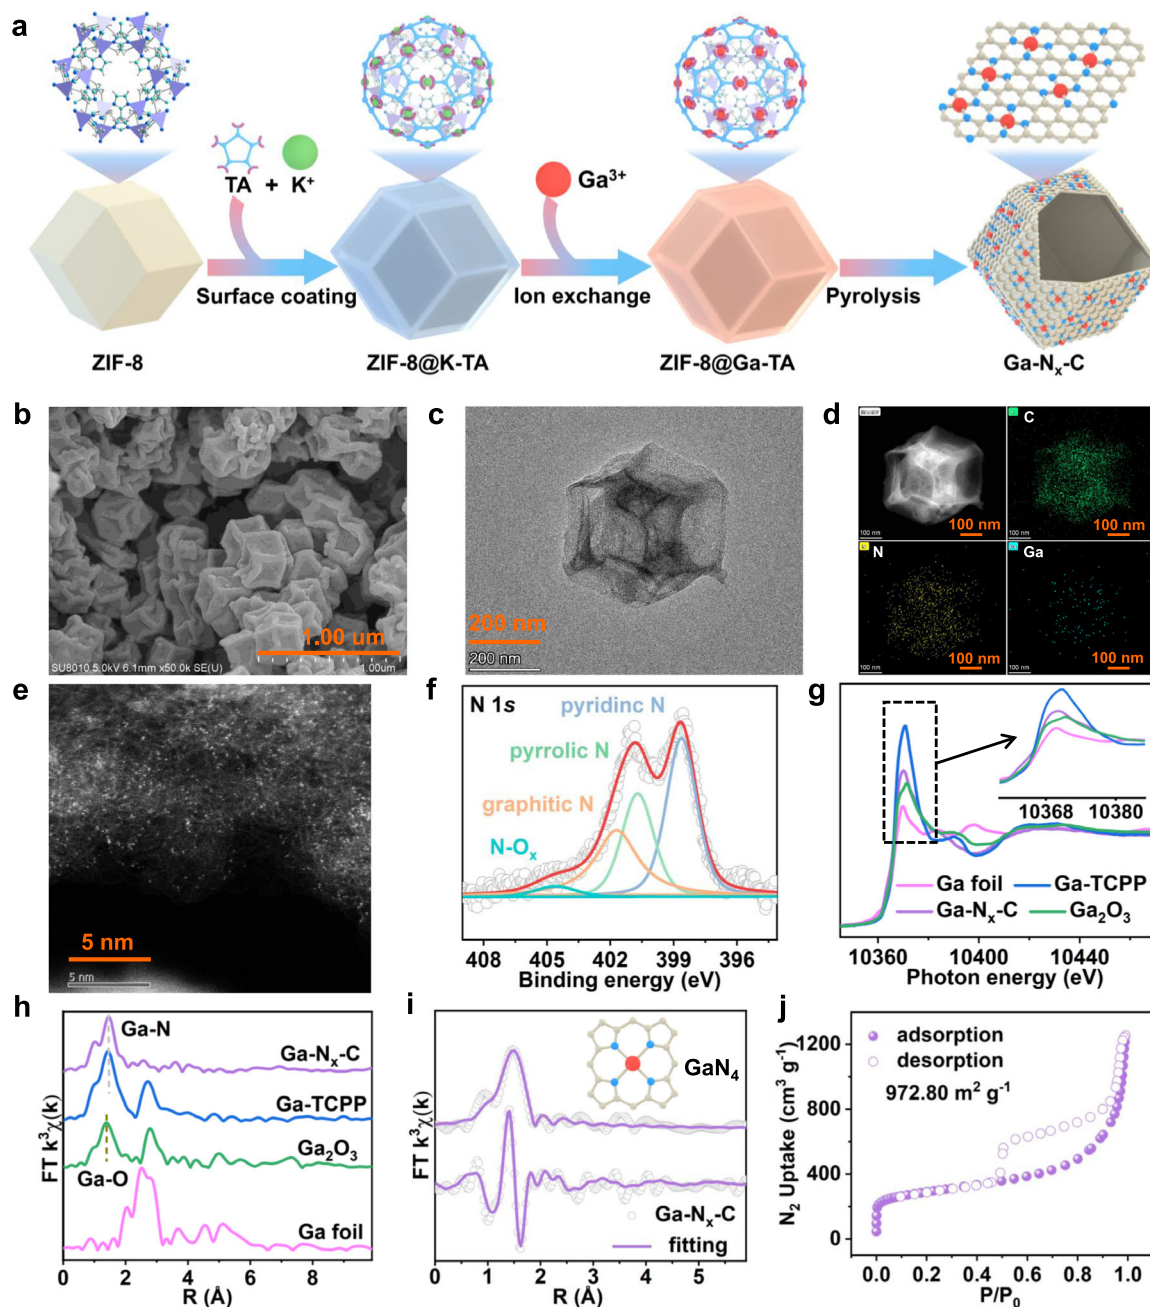 a
TA + K⁺
Ga³⁺
Surface coating
Ion exchange
Pyrolysis
ZIF-8
ZIF-8@K-TA
ZIF-8@Ga-TA
Ga-Nₓ-C
b
1.00 um
SU8010 5.0kV 6.1mm x50.0k SE(U)
1.00um
c
200 nm
200 nm
d
C
100 nm
100 nm
100 nm
N
Ga
100 nm
100 nm
100 nm
100 nm
e
5 nm
5 nm
f
N 1s
pyridinc N
pyrrolic N
graphitic N
N-Oₓ
408 405 402 399 396
Binding energy (eV)
g
10368 10380
Ga foil
Ga-TCPP
Ga-Nₓ-C
Ga₂O₃
10360 10400 10440
Photon energy (eV)
h
Ga-N
Ga-Nₓ-C
Ga-TCPP
Ga₂O₃
Ga-O
Ga foil
FT k³χ(k)
0 2 4 6 8
R (Å)
i
GaN₄
Ga-Nₓ-C
fitting
FT k³χ(k)
0 1 2 3 4 5
R (Å)
j
adsorption
desorption
972.80 m² g⁻¹
1200
800
400
0
N₂ Uptake (cm³ g⁻¹)
0.0 0.2 0.4 0.6 0.8 1.0
P/P₀